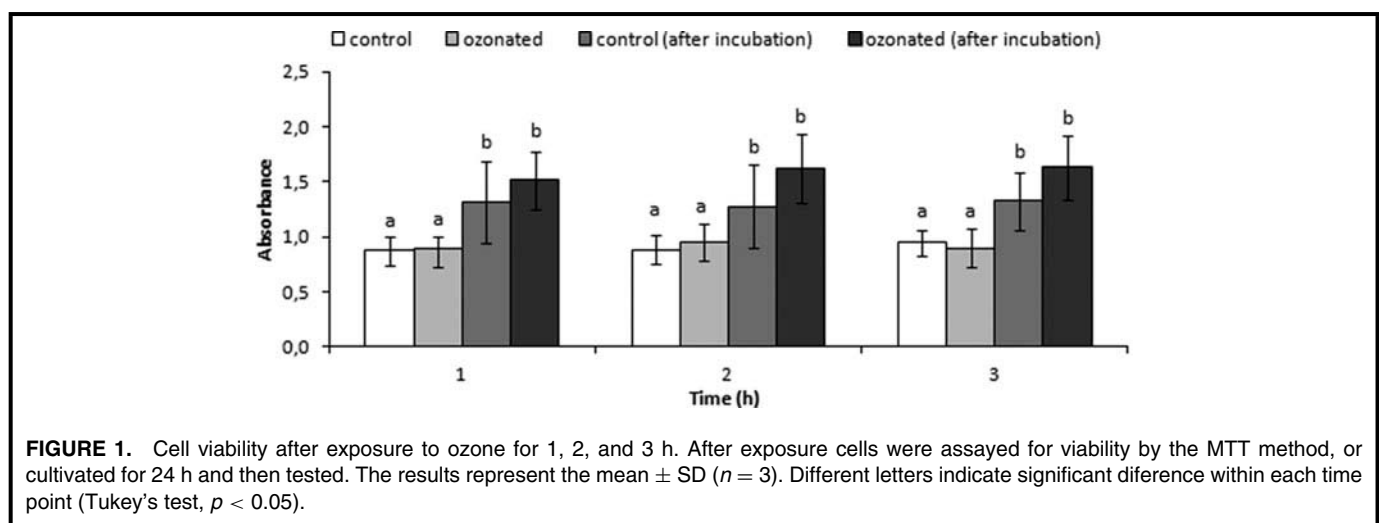 control ozonated control (after incubation) ozonated (after incubation)
2,5
2,0
1,5
1,0
0,5
0,0
Absorbance
a a b b
a a b b
a a b b
1 2 3
Time (h)
FIGURE 1. Cell viability after exposure to ozone for 1, 2, and 3 h. After exposure cells were assayed for viability by the MTT method, or
cultivated for 24 h and then tested. The results represent the mean ± SD (n = 3). Different letters indicate significant diference within each time
point (Tukey's test, p < 0.05).